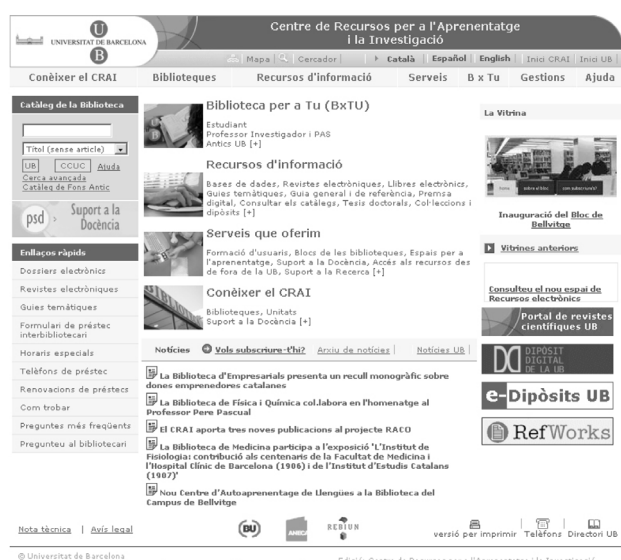 U
UNIVERSITAT DE BARCELONA
B
Centre de Recursos per a l'Aprenentatge
i la Investigació
Mapa | Cercador | Català | Español | English | Inici CRAI | Inici UB
Conèixer el CRAI Biblioteques Recursos d'informació Serveis B x Tu Gestions Ajuda
Catàleg de la Biblioteca
Títol (sense article)
UB CCUC Ajuda
Cerca avançada
Catàleg de Fons Antic
psd Suport a la
Docència
Enllaços ràpids
Dossiers electrònics
Revistes electròniques
Guies temàtiques
Formulari de préstec
interbibliotecari
Horaris especials
Telèfons de préstec
Renovacions de préstecs
Com trobar
Preguntes més freqüents
Pregunteu al bibliotecari
Biblioteca per a Tu (BxTU)
Estudiant
Professor Investigador i PAS
Antics UB [+]
Recursos d'informació
Bases de dades, Revistes electròniques, Llibres electrònics,
Guies temàtiques, Guia general i de referència, Premsa
digital, Consultar els catàlegs, Tesis doctorals, Col·leccions i
dipòsits [+]
Serveis que oferim
Formació d'usuaris, Blocs de les biblioteques, Espais per a
l'aprenentatge, Suport a la Docència, Accés als recursos des
de fora de la UB, Suport a la Recerca [+]
Conèixer el CRAI
Biblioteques, Unitats
Suport a la Docència [+]
Notícies Vols subscriure-t'hi? Arxiu de notícies | Notícies UB |
La Biblioteca d'Empresarials presenta un recull monogràfic sobre
dones emprenedores catalanes
La Biblioteca de Física i Química col.labora en l'homenatge al
Professor Pere Pascual
El CRAI aporta tres noves publicacions al projecte RACO
La Biblioteca de Medicina participa a l'exposició 'L'Institut de
Fisiologia: contribució als centenaris de la Facultat de Medicina i
l'Hospital Clínic de Barcelona (1906) i de l'Institut d'Estudis Catalans
(1907)'
Nou Centre d'Autoaprenentage de Llengües a la Biblioteca del
Campus de Bellvitge
La Vitrina
Inauguració del Bloc de
Bellvitge
Vitrines anteriors
Consulteu el nou espai de
Recursos electrònics
Portal de revistes
científiques UB
DIPÒSIT
DIGITAL
DE LA UB
e-Dipòsits UB
RefWorks
Nota tècnica | Avís legal
BU
ANECA
REBIUN
versió per imprimir Telèfons Directori UB
© Universitat de Barcelona